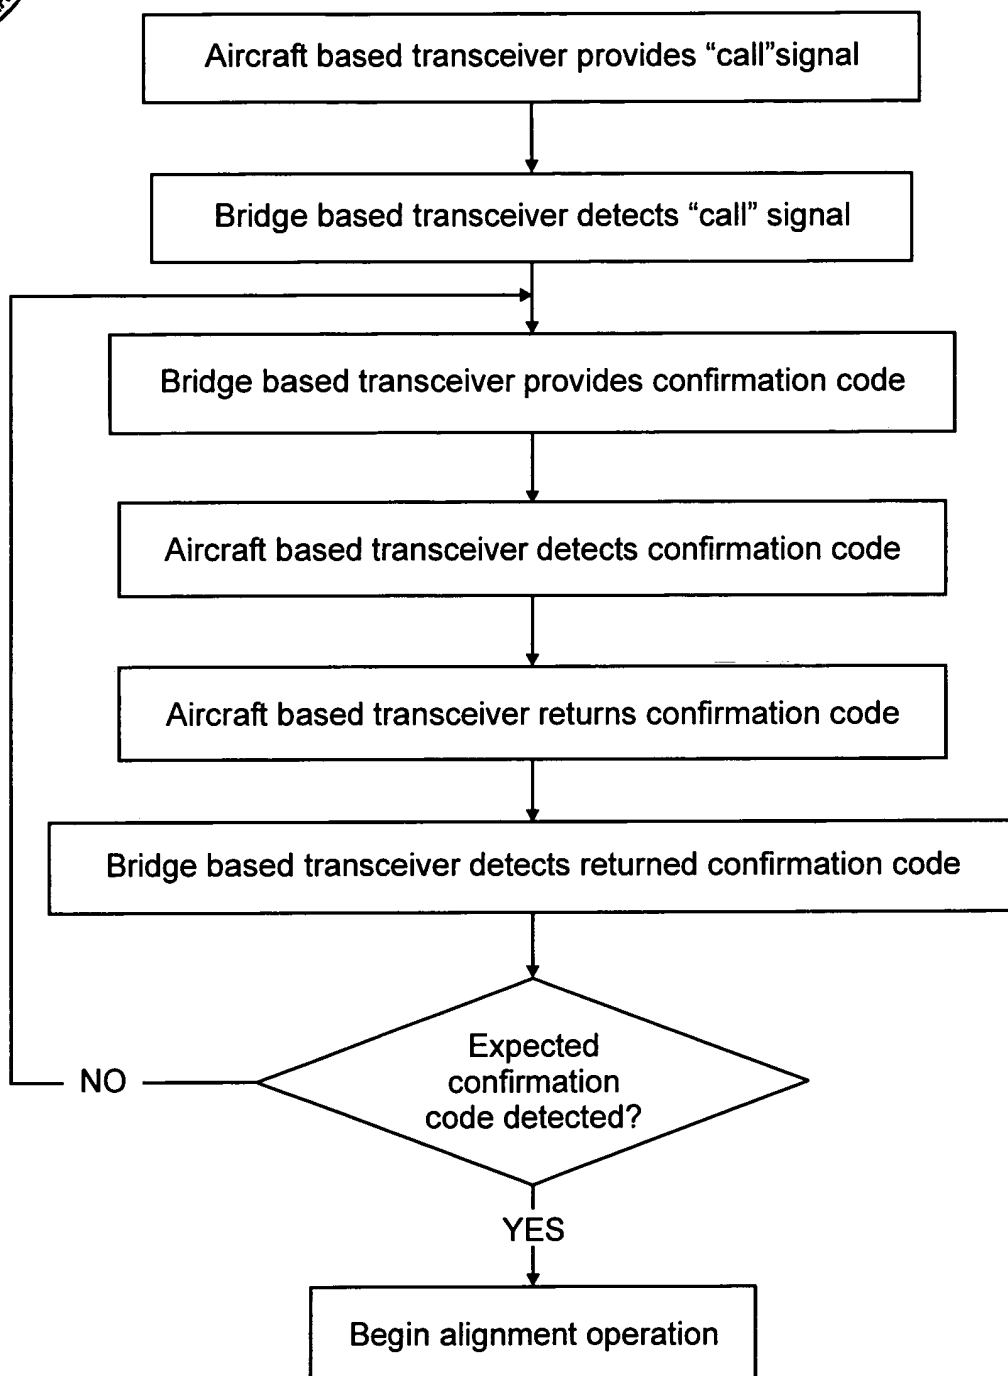 Aircraft based transceiver provides “call”signal
Bridge based transceiver detects “call” signal
Bridge based transceiver provides confirmation code
Aircraft based transceiver detects confirmation code
Aircraft based transceiver returns confirmation code
Bridge based transceiver detects returned confirmation code
Expected
confirmation
code detected?
NO
YES
Begin alignment operation